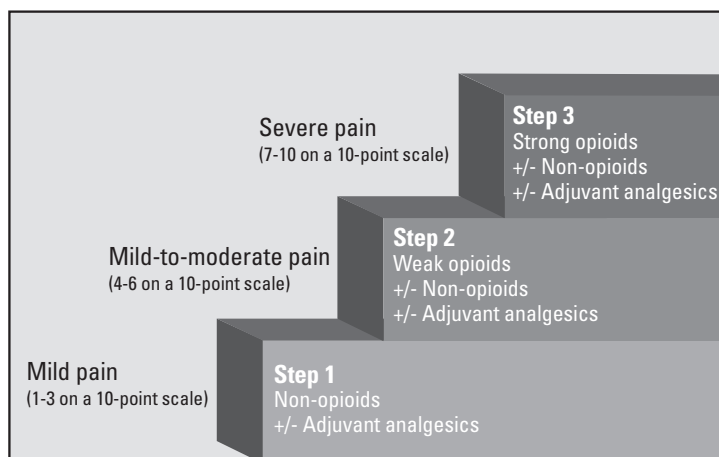 Severe pain
(7-10 on a 10-point scale)
Step 3
Strong opioids
+/- Non-opioids
+/- Adjuvant analgesics
Mild-to-moderate pain
(4-6 on a 10-point scale)
Step 2
Weak opioids
+/- Non-opioids
+/- Adjuvant analgesics
Mild pain
(1-3 on a 10-point scale)
Step 1
Non-opioids
+/- Adjuvant analgesics